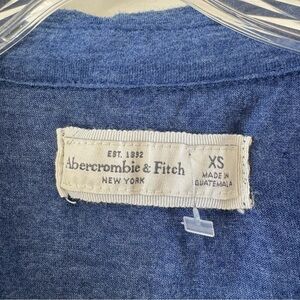 EST. 1892
Abercrombie & Fitch
NEW YORK
XS
MADE IN
GUATEMALA